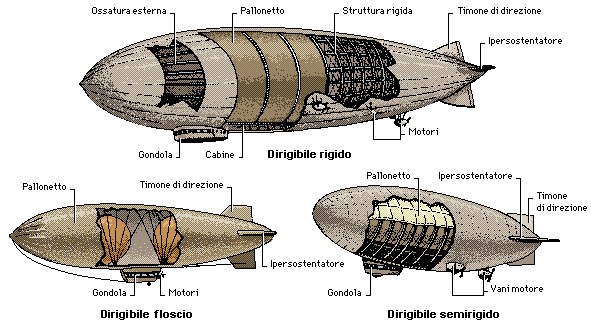 Ossatura esterna
Pallonetto
Struttura rigida
Timone di direzione
Ipersostentatore
Motori
Gondola
Cabine
Dirigibile rigido
Pallonetto
Timone di direzione
Ipersostentatore
Gondola
Motori
Dirigibile floscio
Pallonetto
Ipersostentatore
Timone
di direzione
Gondola
Vani motore
Dirigibile semirigido